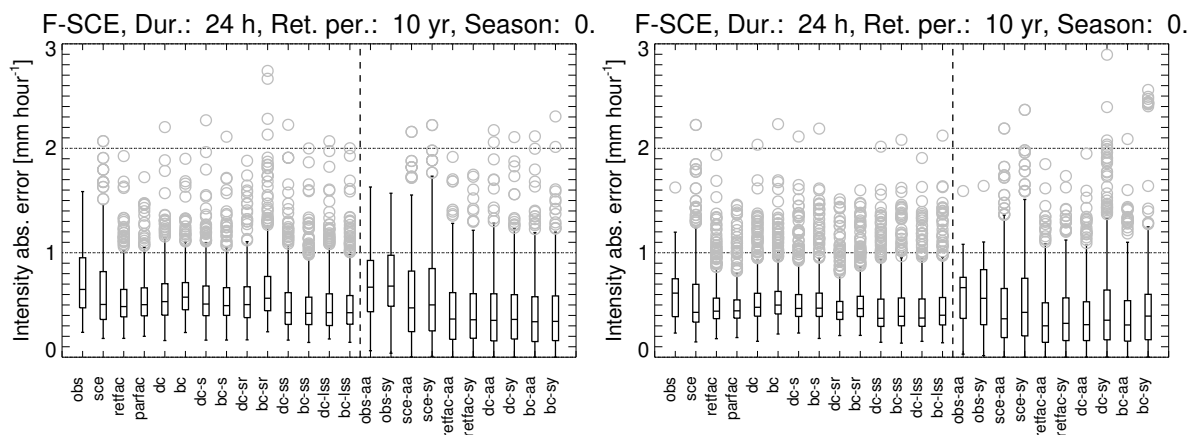 F-SCE, Dur.: 24 h, Ret. per.: 10 yr, Season: 0.
Intensity abs. error [mm hour-1]
3
2
1
0
obs
sce
retfac
parfac
dc
bc
dc-s
bc-s
dc-sr
bc-sr
dc-ss
bc-ss
dc-lss
bc-lss
obs-aa
obs-sy
sce-aa
sce-sy
retfac-aa
retfac-sy
dc-aa
dc-sy
bc-aa
bc-sy
F-SCE, Dur.: 24 h, Ret. per.: 10 yr, Season: 0.
Intensity abs. error [mm hour-1]
3
2
1
0
obs
sce
retfac
parfac
dc
bc
dc-s
bc-s
dc-sr
bc-sr
dc-ss
bc-ss
dc-lss
bc-lss
obs-aa
obs-sy
sce-aa
sce-sy
retfac-aa
retfac-sy
dc-aa
dc-sy
bc-aa
bc-sy